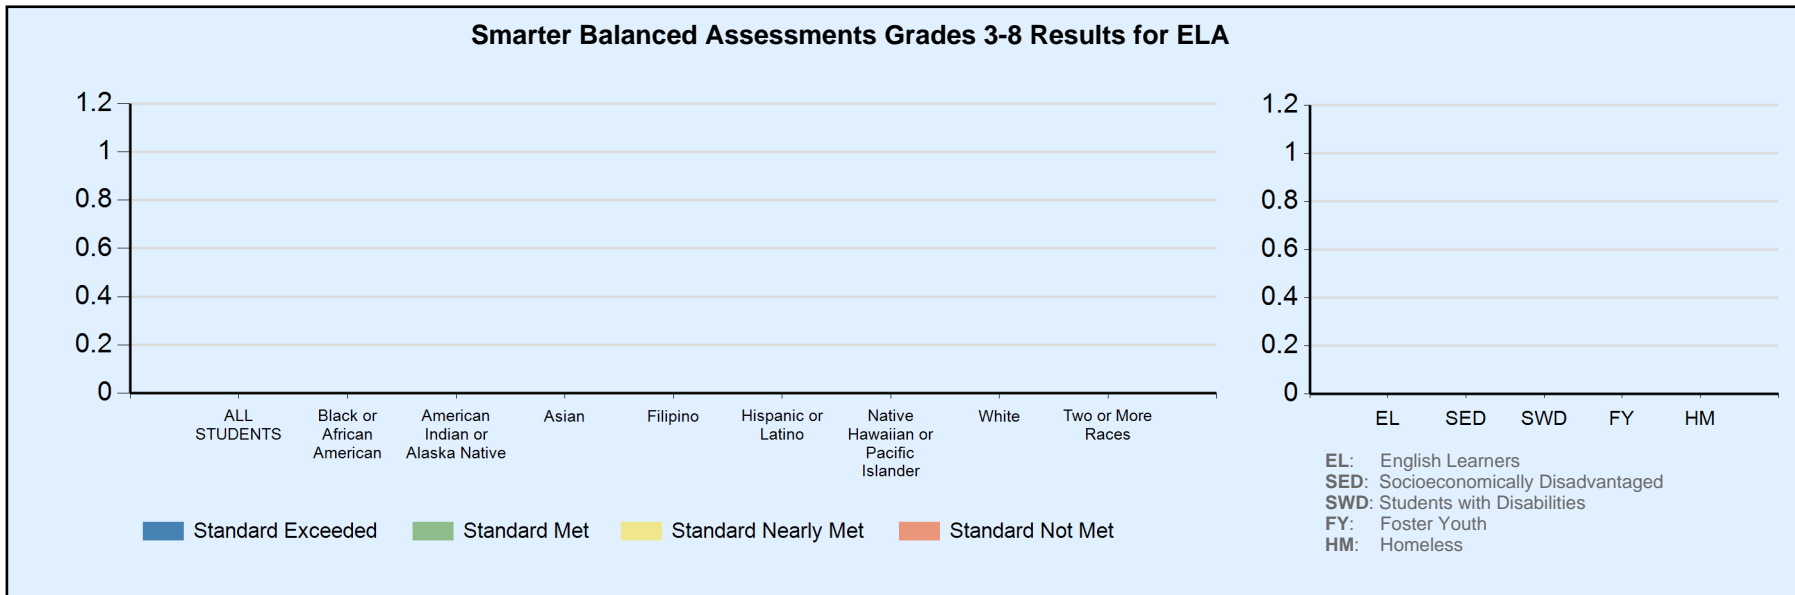 Smarter Balanced Assessments Grades 3-8 Results for ELA
1.2
1
0.8
0.6
0.4
0.2
0
ALL
STUDENTS
Black or
African
American
American
Indian or
Alaska Native
Asian
Filipino
Hispanic or
Latino
Native
Hawaiian or
Pacific
Islander
White
Two or More
Races
Standard Exceeded
Standard Met
Standard Nearly Met
Standard Not Met
1.2
1
0.8
0.6
0.4
0.2
0
EL
SED
SWD
FY
HM
EL: English Learners
SED: Socioeconomically Disadvantaged
SWD: Students with Disabilities
FY: Foster Youth
HM: Homeless